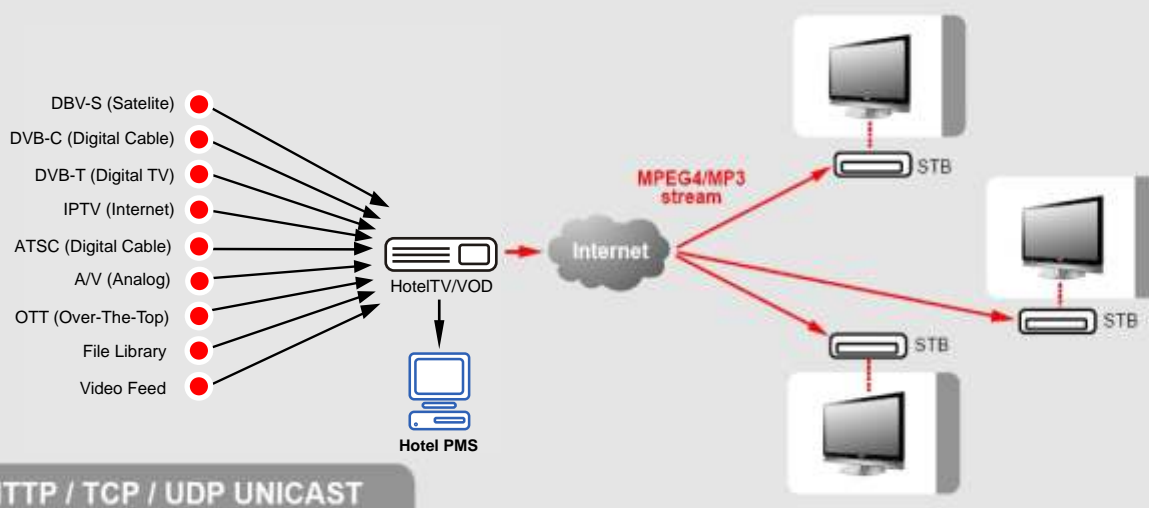 DBV-S (Satelite)
DVB-C (Digital Cable)
DVB-T (Digital TV)
IPTV (Internet)
ATSC (Digital Cable)
A/V (Analog)
OTT (Over-The-Top)
File Library
Video Feed
HotelTV/VOD
Hotel PMS
Internet
MPEG4/MP3
stream
STB
STB
STB
TTP / TCP / UDP UNICAST